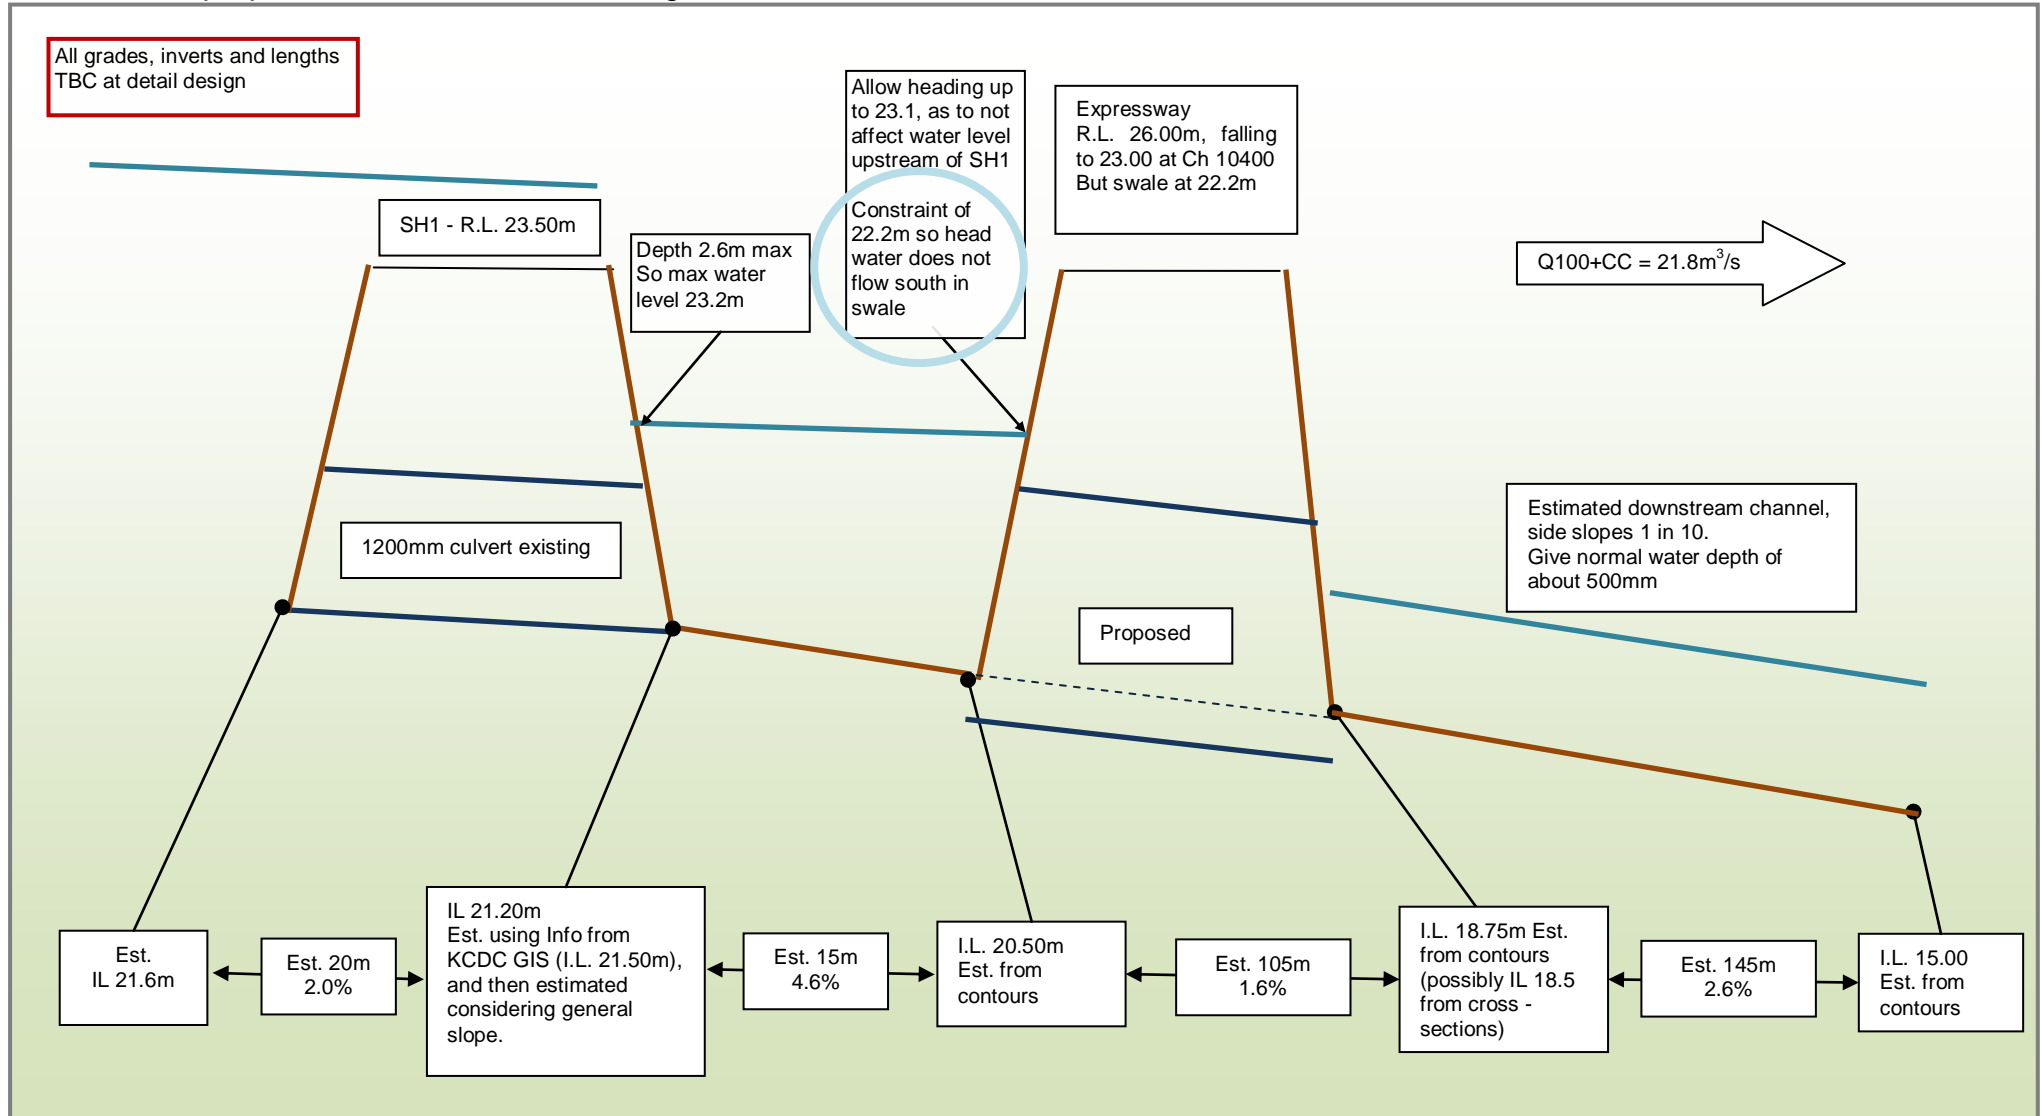 All grades, inverts and lengths
TBC at detail design
SH1 - R.L. 23.50m
Depth 2.6m max
So max water
level 23.2m
Allow heading up
to 23.1, as to not
affect water level
upstream of SH1
Constraint of
22.2m so head
water does not
flow south in
swale
Expressway
R.L. 26.00m, falling
to 23.00 at Ch 10400
But swale at 22.2m
Q100+CC = 21.8m³/s
1200mm culvert existing
Proposed
Estimated downstream channel,
side slopes 1 in 10.
Give normal water depth of
about 500mm
Est.
IL 21.6m
Est. 20m
2.0%
IL 21.20m
Est. using Info from
KCDC GIS (I.L. 21.50m),
and then estimated
considering general
slope.
Est. 15m
4.6%
I.L. 20.50m
Est. from
contours
Est. 105m
1.6%
I.L. 18.75m Est.
from contours
(possibly IL 18.5
from cross -
sections)
Est. 145m
2.6%
I.L. 15.00
Est. from
contours